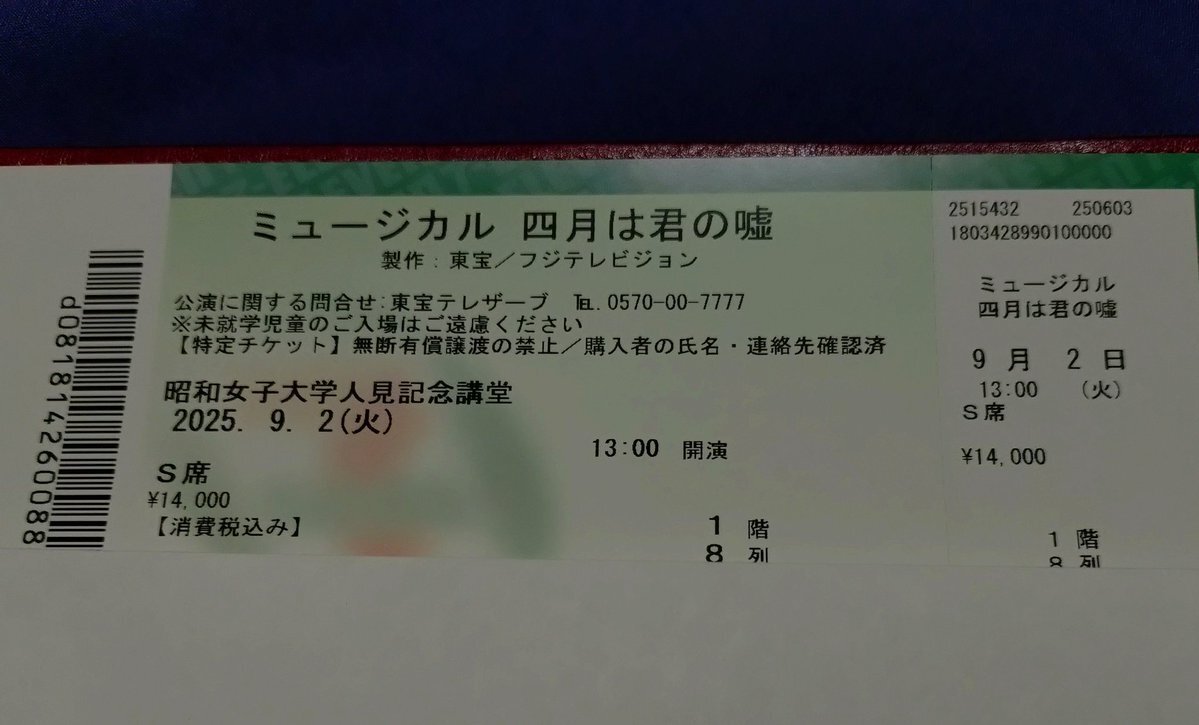 ミュージカル 四月は君の嘘
製作：東宝／フジテレビジョン
公演に関する問合せ:東宝テレザーブ ℡.0570-00-7777
※未就学児童のご入場はご遠慮ください
【特定チケット】無断有償譲渡の禁止／購入者の氏名・連絡先確認済
昭和女子大学人見記念講堂
2025. 9. 2(火)
13:00 開演
S席
¥14,000
【消費税込み】
1 階
8 列
d081814260088
2515432 250603
1803428990100000
ミュージカル
四月は君の嘘
9 月 2 日
13:00 (火)
S席
¥14,000
1 階
8 列